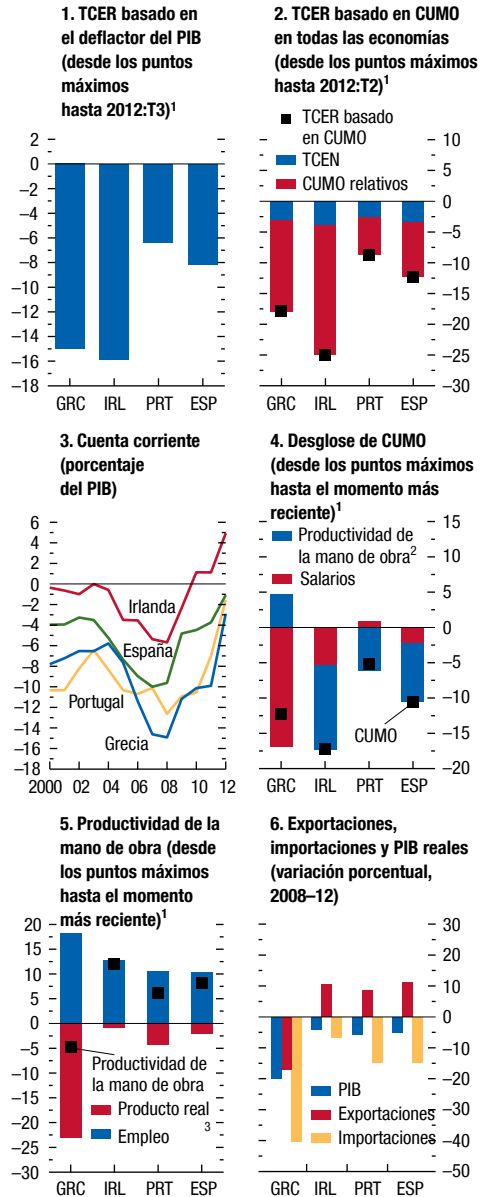 1. TCER basado en
el deflactor del PIB
(desde los puntos
máximos
hasta 2012:T3)1
2
0
–2
–4
–6
–8
–10
–12
–14
–16
–18
GRC IRL PRT ESP
2. TCER basado en CUMO
en todas las economías
(desde los puntos máximos
hasta 2012:T2)1
TCER basado
en CUMO
TCEN
CUMO relativos
10
5
0
–5
–10
–15
–20
–25
–30
GRC IRL PRT ESP
3. Cuenta corriente
(porcentaje
del PIB)
6
4
2
0
–2
–4
–6
–8
–10
–12
–14
–16
–18
Irlanda
España
Portugal
Grecia
2000 02 04 06 08 10 12
4. Desglose de CUMO
(desde los puntos máximos
hasta el momento más
reciente)1
Productividad de
la mano de obra2
Salarios
15
10
5
0
–5
–10
–15
–20
CUMO
GRC IRL PRT ESP
5. Productividad de la
mano de obra (desde
los puntos máximos
hasta el momento
más reciente)1
20
15
10
5
0
–5
–10
–15
–20
–25
–30
Productividad de
la mano de obra
Producto real
Empleo 3
GRC IRL PRT ESP
6. Exportaciones,
importaciones y PIB reales
(variación porcentual,
2008–12)
30
20
10
0
–10
–20
–30
–40
–50
PIB
Exportaciones
Importaciones
GRC IRL PRT ESP